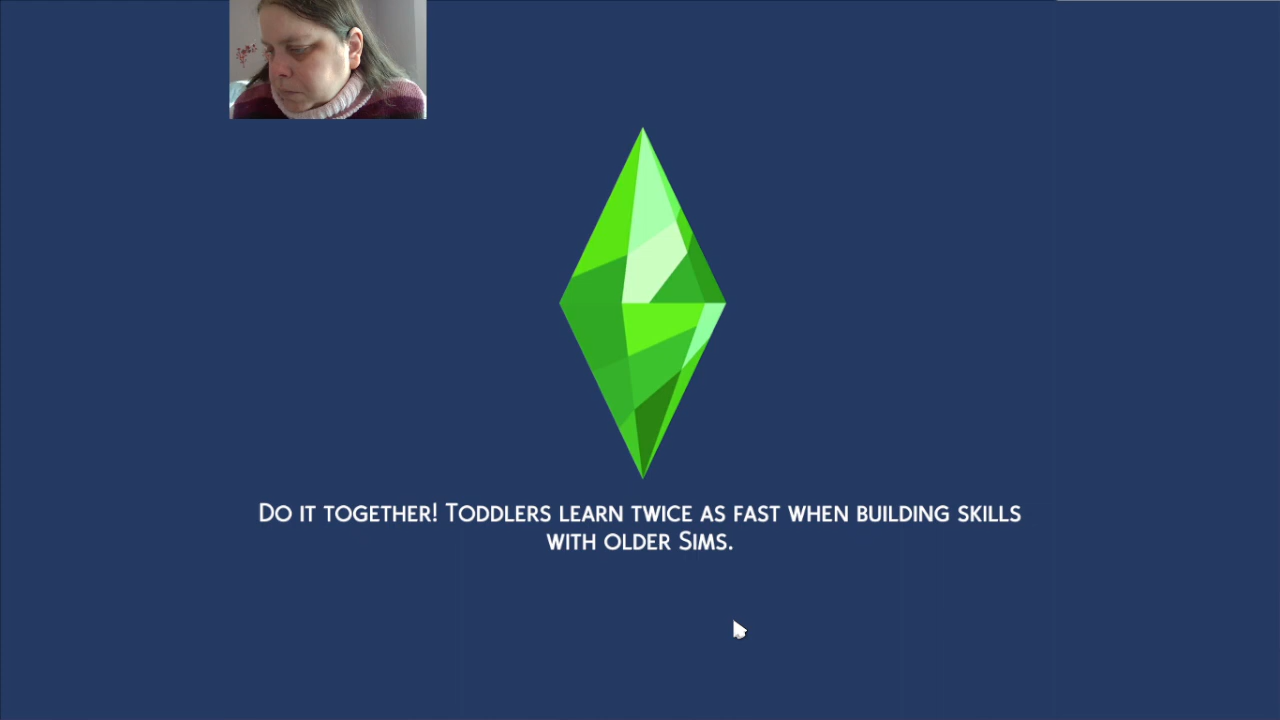 Do it together! Toddlers learn twice as fast when building skills
with older Sims.